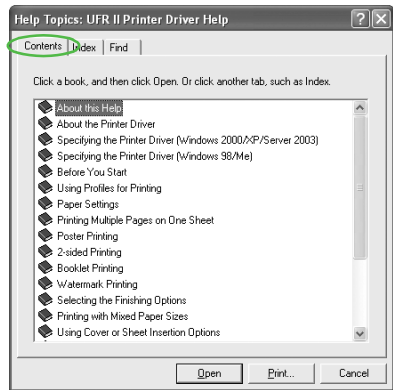 Help Topics: UFR II Printer Driver Help
Contents Index Find
Click a book, and then click Open. Or click another tab, such as Index.
About this Help
About the Printer Driver
Specifying the Printer Driver (Windows 2000/XP/Server 2003)
Specifying the Printer Driver (Windows 98/Me)
Before You Start
Using Profiles for Printing
Paper Settings
Printing Multiple Pages on One Sheet
Poster Printing
2-sided Printing
Booklet Printing
Watermark Printing
Selecting the Finishing Options
Printing with Mixed Paper Sizes
Using Cover or Sheet Insertion Options
Open Print... Cancel